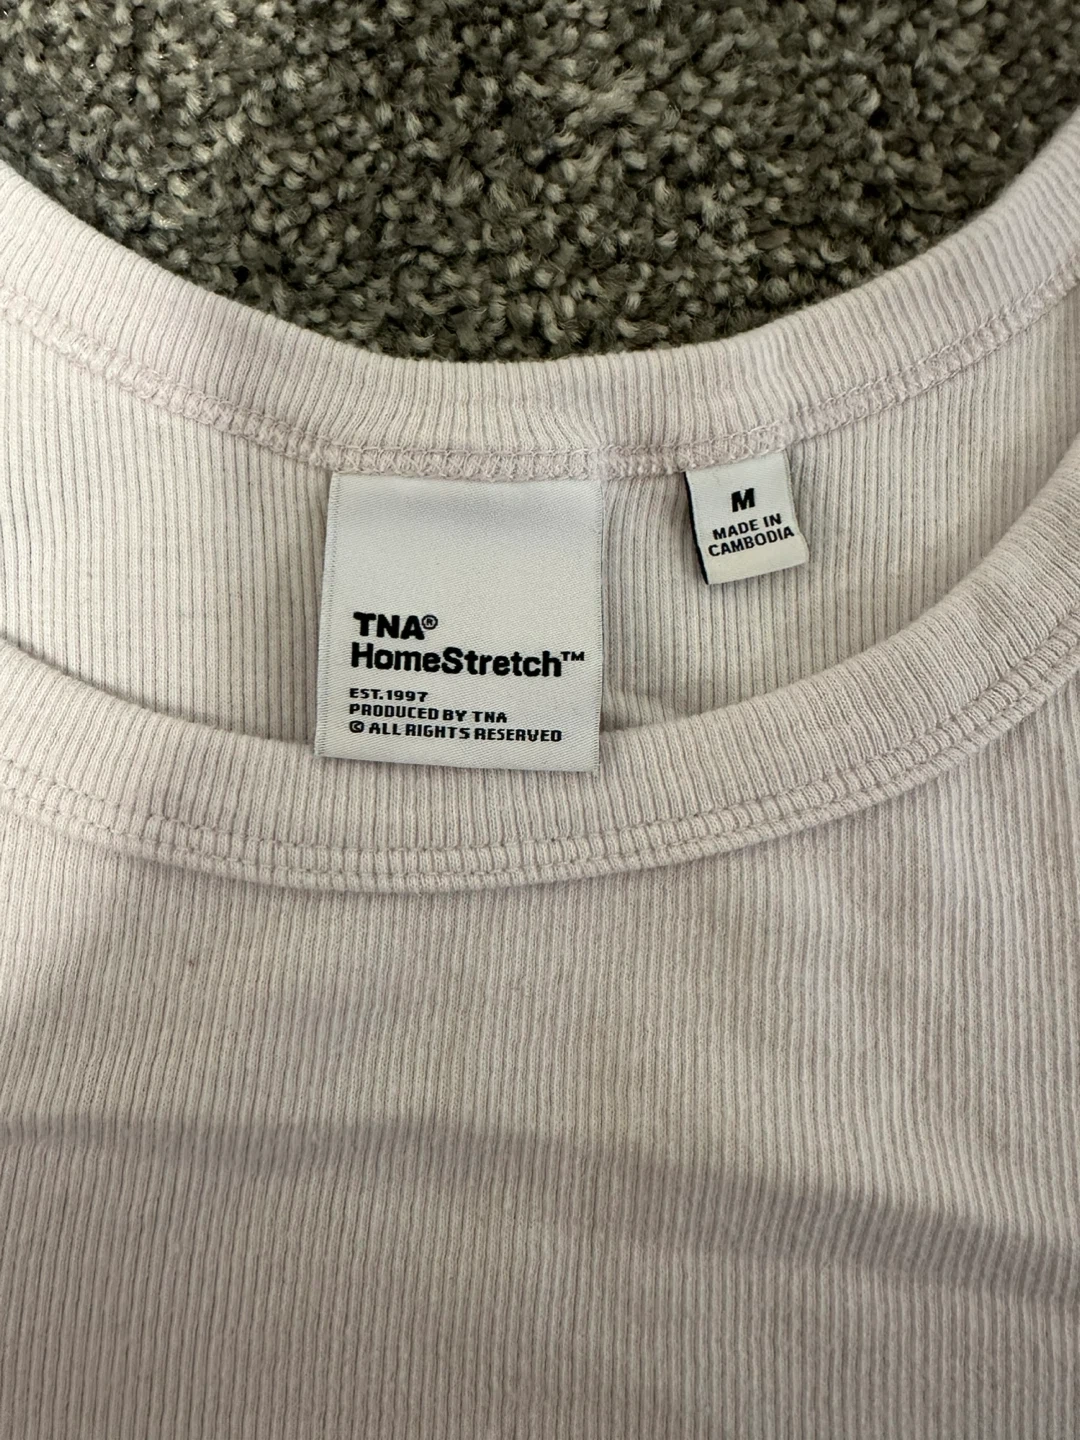 TNA®
HomeStretch™
EST.1997
PRODUCED BY TNA
© ALL RIGHTS RESERVED
M
MADE IN
CAMBODIA